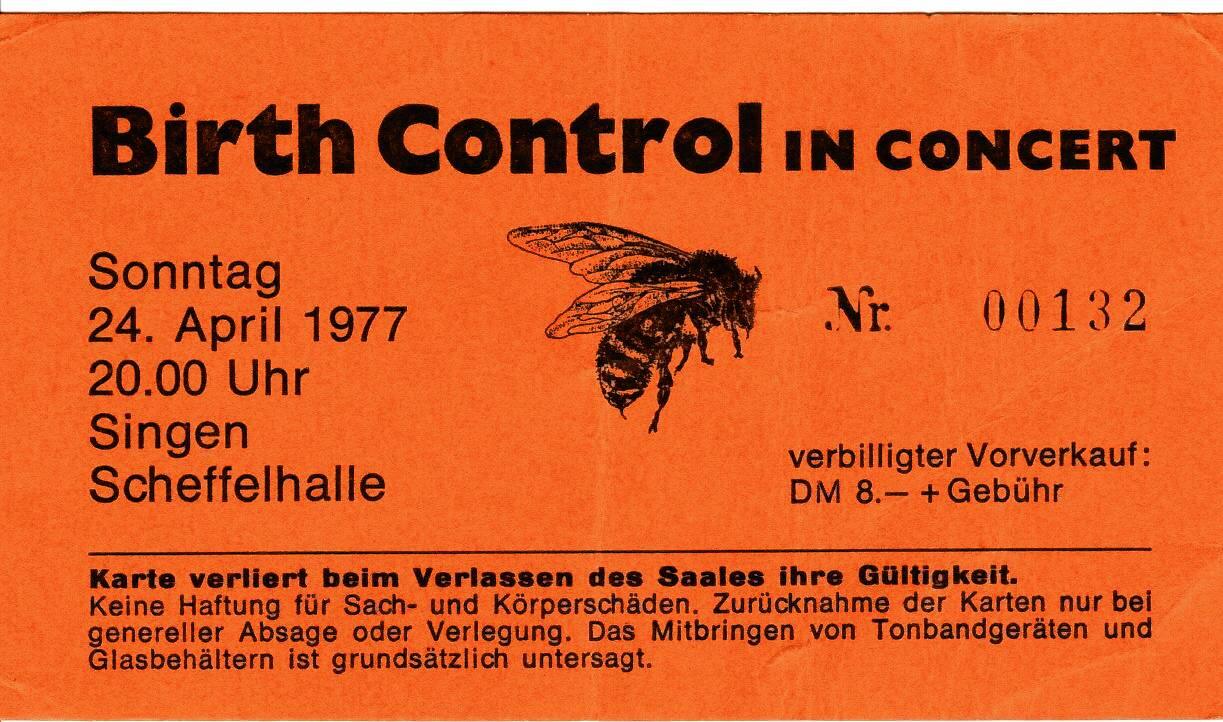 Birth Control IN CONCERT
Sonntag
24. April 1977
20.00 Uhr
Singen
Scheffelhalle
Nr. 00132
verbilligter Vorverkauf:
DM 8.— + Gebühr
Karte verliert beim Verlassen des Saales ihre Gültigkeit.
Keine Haftung für Sach- und Körperschäden. Zurücknahme der Karten nur bei
genereller Absage oder Verlegung. Das Mitbringen von Tonbandgeräten und
Glasbehältern ist grundsätzlich untersagt.